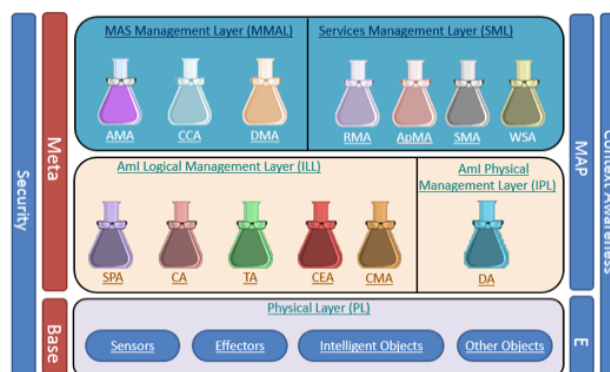 MAS Management Layer (MMAL)
Services Management Layer (SML)
AMA
CCA
DMA
RMA
ApMA
SMA
WSA
AmI Logical Management Layer (ILL)
AmI Physical
Management Layer (IPL)
SPA
CA
TA
CEA
CMA
DA
Physical Layer (PL)
Sensors
Effectors
Intelligent Objects
Other Objects
Security
Meta
Base
MAP
E
Context Awareness